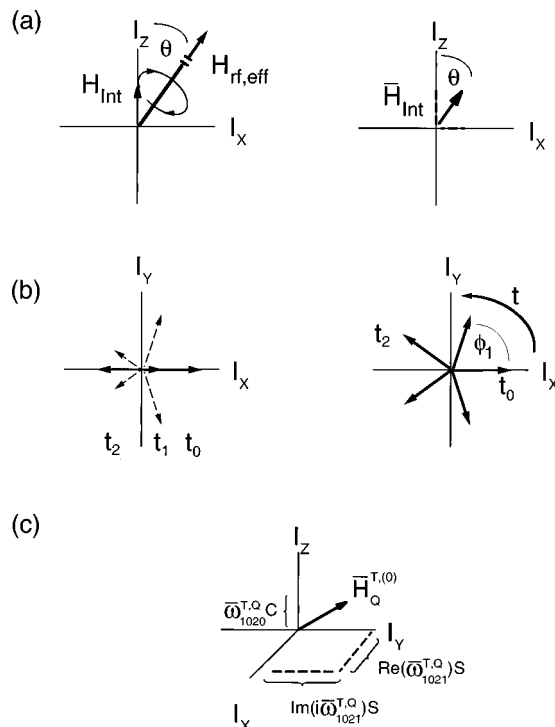 (a)
I_Z θ H_rf,eff
H_Int
I_X
I_Z θ
H̄_Int
I_X
(b)
I_Y
I_X
t_2 t_1 t_0
I_Y t
t_2 ϕ_1
t_0 I_X
(c)
I_Z
H̄_Q^T,(0)
ω̄_1020^T,Q C
I_Y
Re(ω̄_1021^T,Q)S
Im(iω̄_1021^T,Q)S
I_X